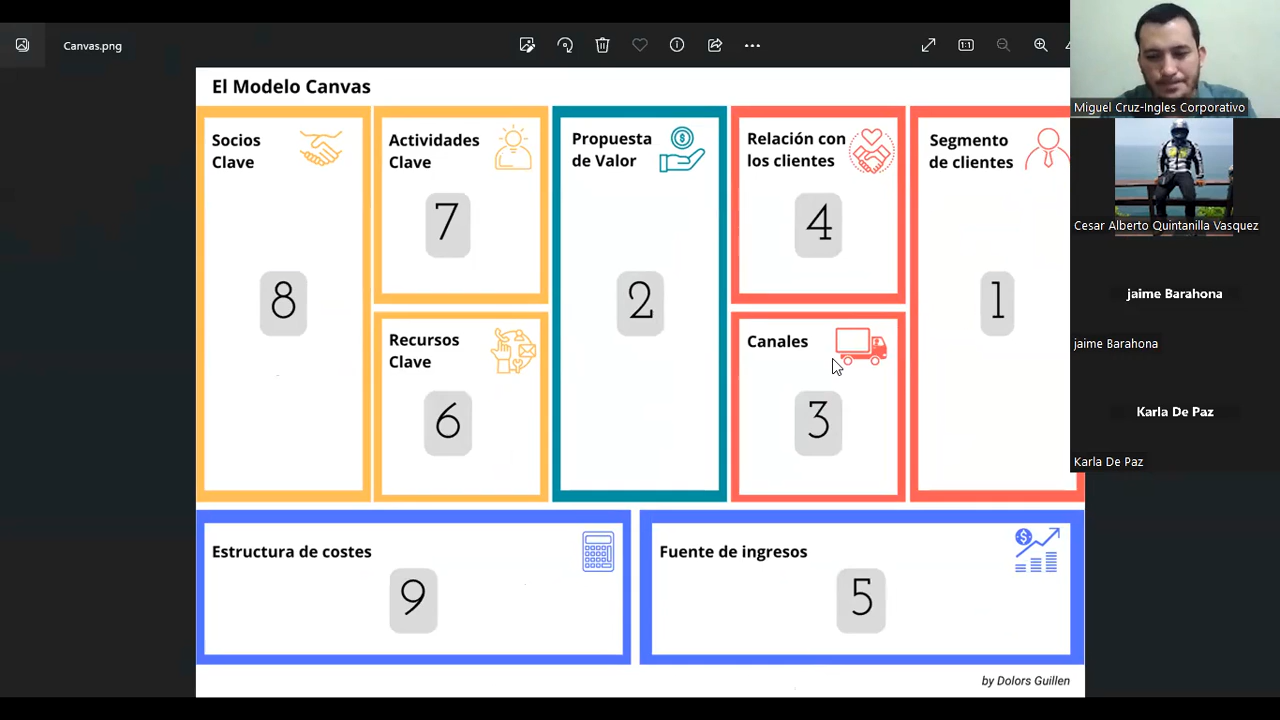 Canvas.png
El Modelo Canvas
Socios
Clave
8
Actividades
Clave
7
Recursos
Clave
6
Propuesta
de Valor
2
Relación con
los clientes
4
Canales
3
Segmento
de clientes
1
Estructura de costes
9
Fuente de ingresos
5
by Dolors Guillen
Miguel Cruz-Ingles Corporativo
Cesar Alberto Quintanilla Vasquez
jaime Barahona
jaime Barahona
Karla De Paz
Karla De Paz